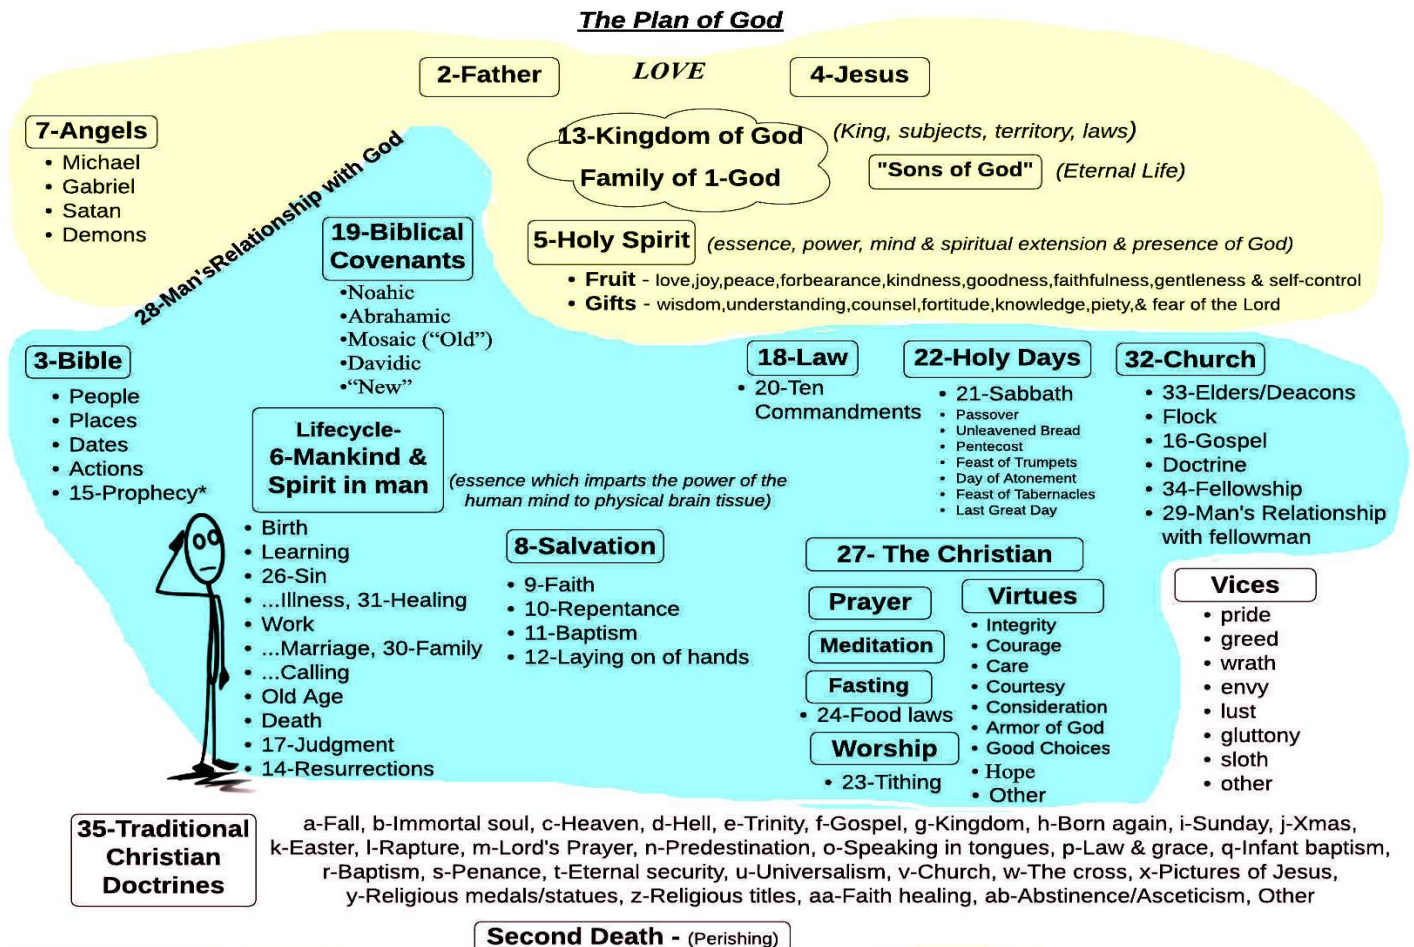 The Plan of God
2-Father
LOVE
4-Jesus
7-Angels
• Michael
• Gabriel
• Satan
• Demons
13-Kingdom of God
Family of 1-God
(King, subjects, territory, laws)
"Sons of God"
(Eternal Life)
28-Man'sRelationship with God
19-Biblical
Covenants
•Noahic
•Abrahamic
•Mosaic (“Old”)
•Davidic
•“New”
5-Holy Spirit
(essence, power, mind & spiritual extension & presence of God)
• Fruit - love,joy,peace,forbearance,kindness,goodness,faithfulness,gentleness & self-control
• Gifts - wisdom,understanding,counsel,fortitude,knowledge,piety,& fear of the Lord
3-Bible
• People
• Places
• Dates
• Actions
• 15-Prophecy*
Lifecycle-
6-Mankind &
Spirit in man
(essence which imparts the power of the
human mind to physical brain tissue)
• Birth
• Learning
• 26-Sin
• ...Illness, 31-Healing
• Work
• ...Marriage, 30-Family
• ...Calling
• Old Age
• Death
• 17-Judgment
• 14-Resurrections
8-Salvation
• 9-Faith
• 10-Repentance
• 11-Baptism
• 12-Laying on of hands
18-Law
• 20-Ten
Commandments
22-Holy Days
• 21-Sabbath
• Passover
• Unleavened Bread
• Pentecost
• Feast of Trumpets
• Day of Atonement
• Feast of Tabernacles
• Last Great Day
32-Church
• 33-Elders/Deacons
• Flock
• 16-Gospel
• Doctrine
• 34-Fellowship
• 29-Man's Relationship
with fellowman
27- The Christian
Prayer
Meditation
Fasting
• 24-Food laws
Worship
• 23-Tithing
Virtues
• Integrity
• Courage
• Care
• Courtesy
• Consideration
• Armor of God
• Good Choices
• Hope
• Other
Vices
• pride
• greed
• wrath
• envy
• lust
• gluttony
• sloth
• other
35-Traditional
Christian
Doctrines
a-Fall, b-Immortal soul, c-Heaven, d-Hell, e-Trinity, f-Gospel, g-Kingdom, h-Born again, i-Sunday, j-Xmas,
k-Easter, l-Rapture, m-Lord's Prayer, n-Predestination, o-Speaking in tongues, p-Law & grace, q-Infant baptism,
r-Baptism, s-Penance, t-Eternal security, u-Universalism, v-Church, w-The cross, x-Pictures of Jesus,
y-Religious medals/statues, z-Religious titles, aa-Faith healing, ab-Abstinence/Asceticism, Other
Second Death - (Perishing)